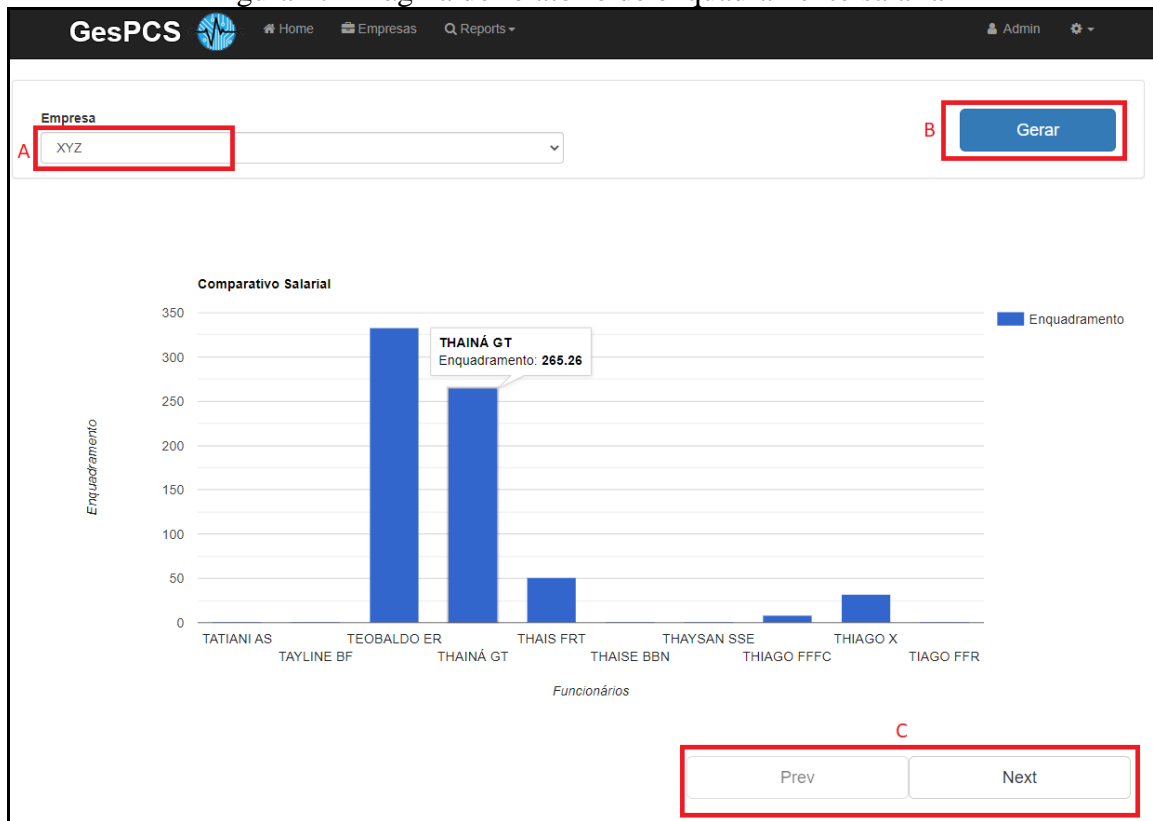 GesPCS Home Empresas Reports Admin
Empresa
A XYZ
B Gerar
Comparativo Salarial
350
300
250
200
150
100
50
0
Enquadramento
THAINÁ GT
Enquadramento: 265.26
Enquadramento
TATIANI AS TEOBALDO ER THAIS FRT THAYSAN SSE THIAGO X
TAYLINE BF THAINÁ GT THAISE BBN THIAGO FFFC TIAGO FFR
Funcionários
C
Prev Next